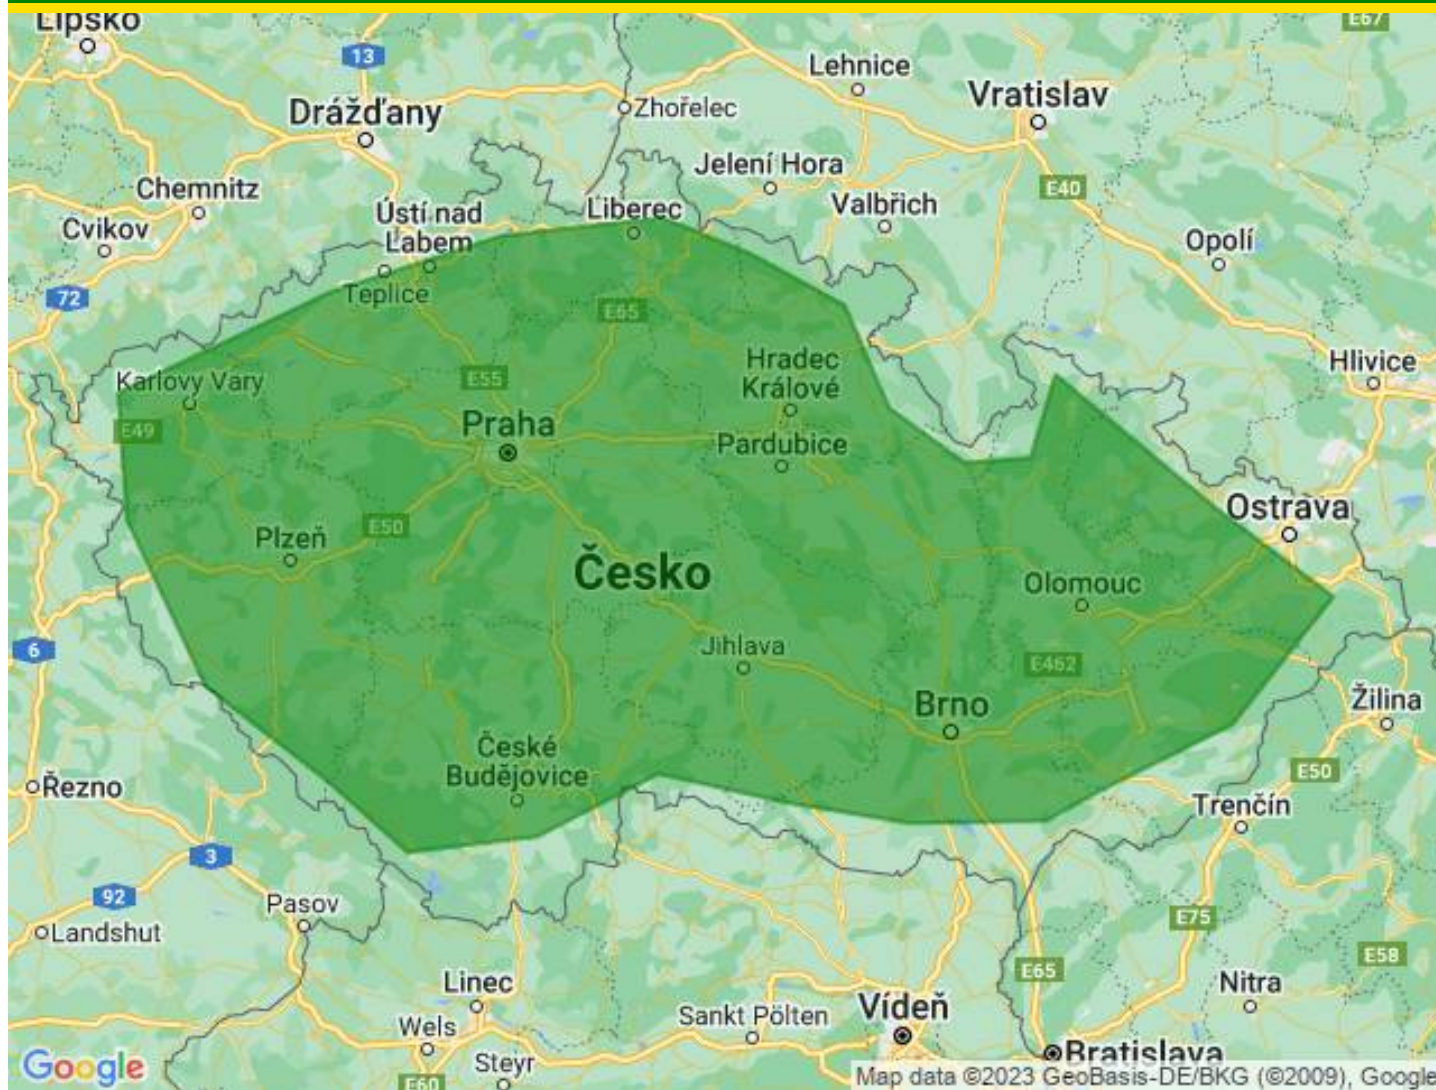 Lipsko
E67
13
Lehnice
Drážďany
Zhořelec
Vratislav
Jelení Hora
Chemnitz
E40
Ústí nad
Labem
Liberec
Valbřich
Cvikov
Opolí
72
Teplice
E65
Hradec
Králové
Hlivice
Karlovy Vary
E55
E49
Praha
Pardubice
Ostrava
E50
Plzeň
Česko
Olomouc
6
Jihlava
E462
Brno
Žilina
České
Budějovice
E50
Řezno
Trenčín
3
92
Pasov
E75
Landshut
E58
E65
Linec
Nitra
Vídeň
Sankt Pölten
Wels
Steyr
Bratislava
Google
E60
Map data ©2023 GeoBasis-DE/BKG (©2009), Google